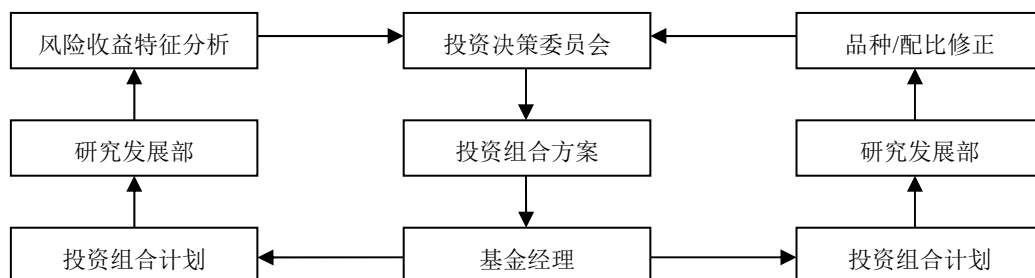 风险收益特征分析
投资决策委员会
品种/配比修正
研究发展部
投资组合方案
研究发展部
投资组合计划
基金经理
投资组合计划